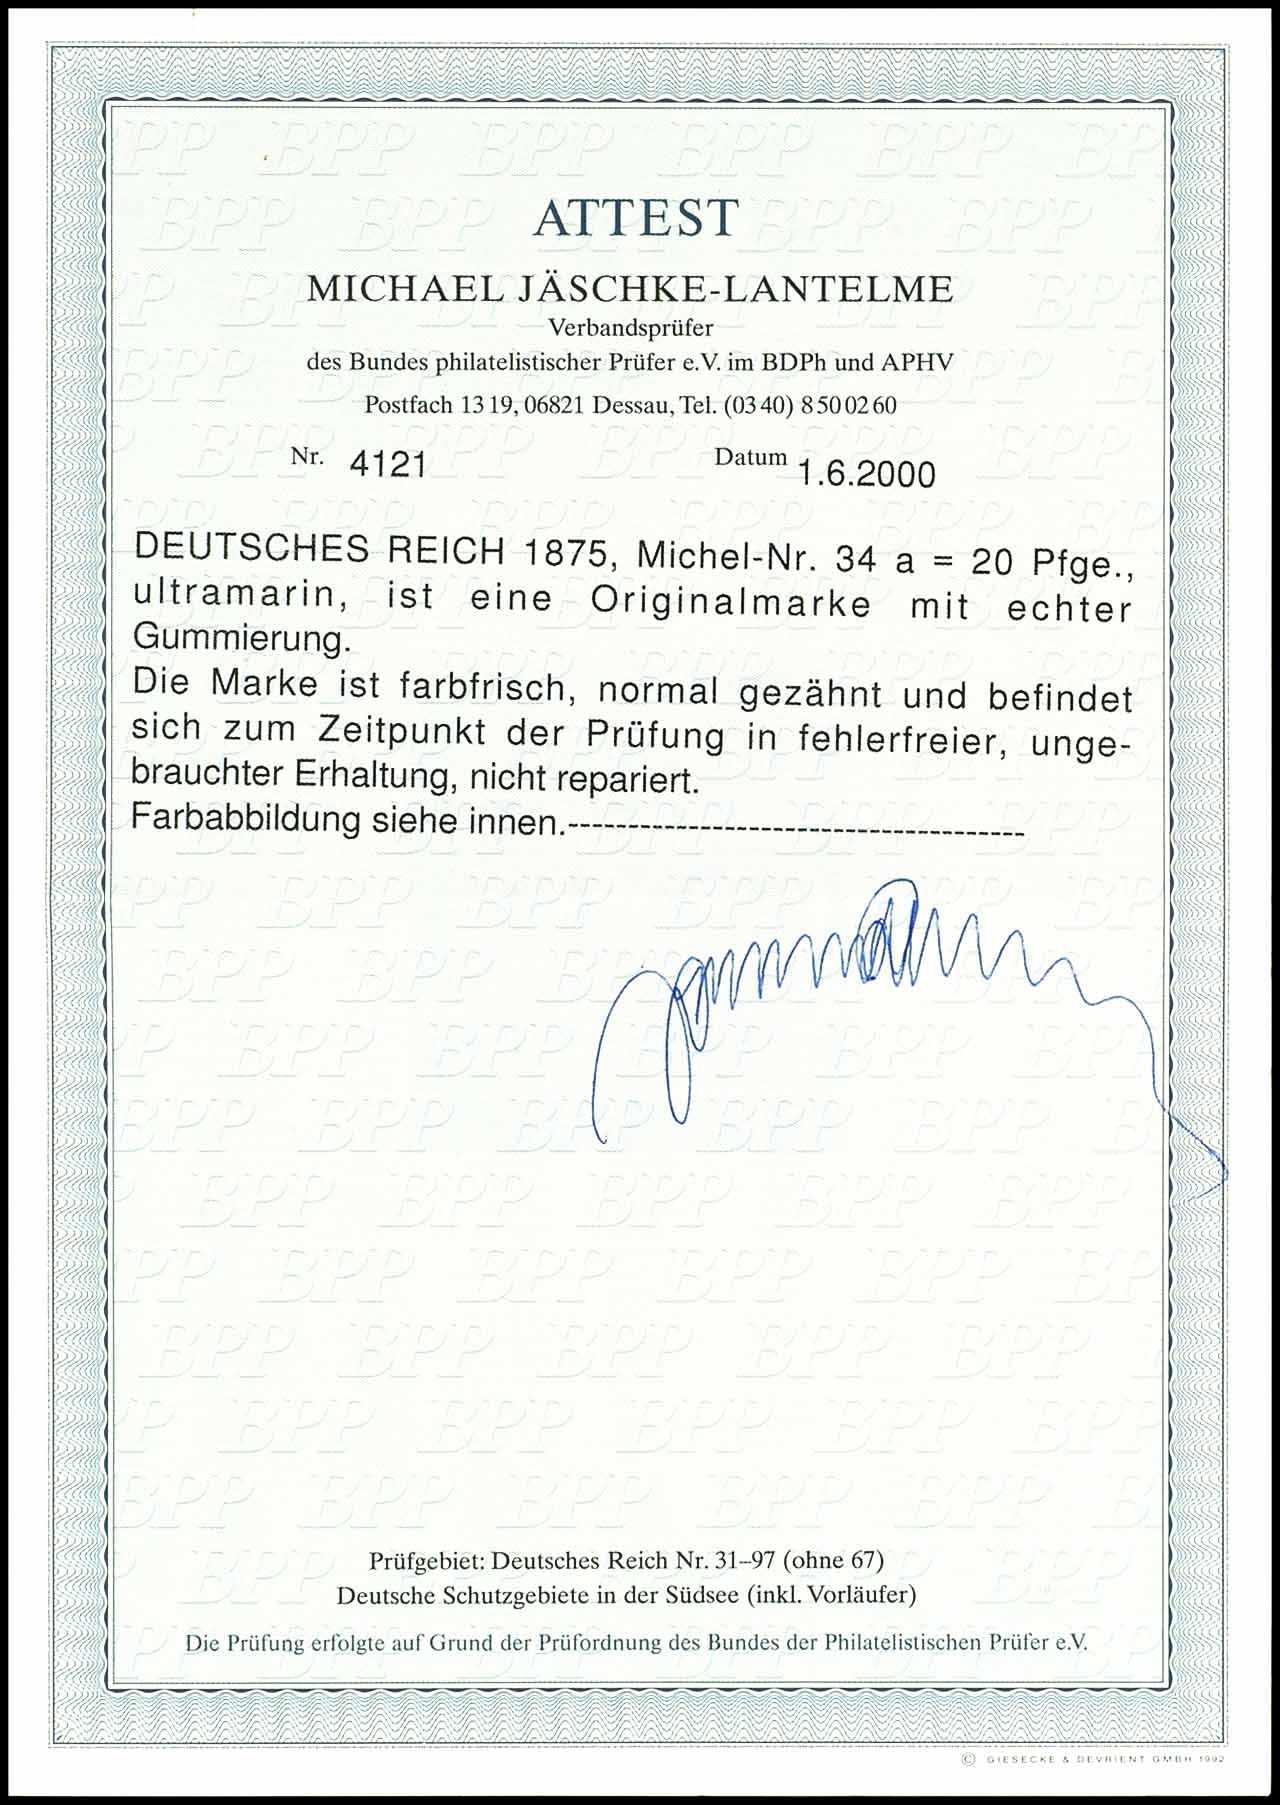 ATTEST
MICHAEL JÄSCHKE-LANTELME
Verbandsprüfer
des Bundes philatelistischer Prüfer e.V. im BDPh und APHV
Postfach 13 19, 06821 Dessau, Tel. (03 40) 8 50 02 60
Nr. 4121 Datum 1.6.2000
DEUTSCHES REICH 1875, Michel-Nr. 34 a = 20 Pfge.,
ultramarin, ist eine Originalmarke mit echter
Gummierung.
Die Marke ist farbfrisch, normal gezähnt und befindet
sich zum Zeitpunkt der Prüfung in fehlerfreier, unge-
brauchter Erhaltung, nicht repariert.
Farbabbildung siehe innen.--------------------------------------
Prüfgebiet: Deutsches Reich Nr. 31–97 (ohne 67)
Deutsche Schutzgebiete in der Südsee (inkl. Vorläufer)
Die Prüfung erfolgte auf Grund der Prüfordnung des Bundes der Philatelistischen Prüfer e.V.
© GIESECKE & DEVRIENT GMBH 1992